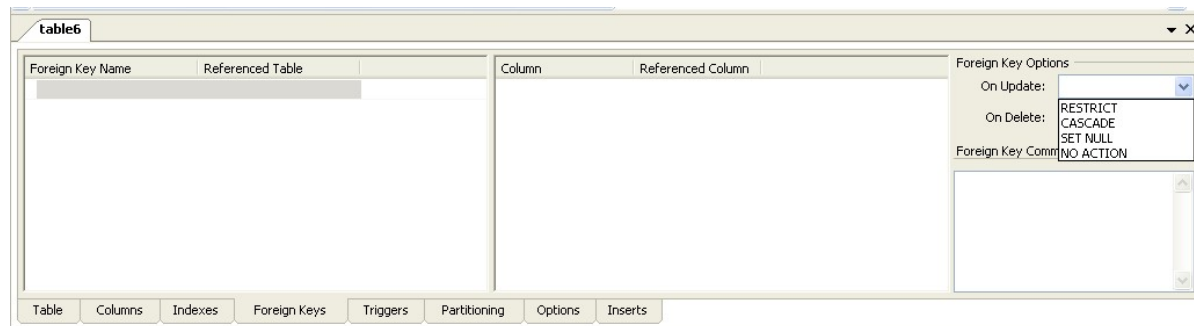 table6
Foreign Key Name Referenced Table Column Referenced Column Foreign Key Options
On Update:
RESTRICT
CASCADE
SET NULL
NO ACTION
On Delete:
Foreign Key Comm
Table Columns Indexes Foreign Keys Triggers Partitioning Options Inserts